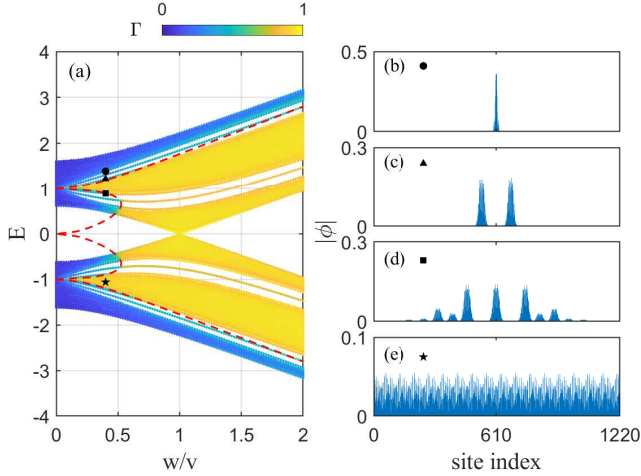 Γ
0 1
(a)
4
3
2
1
0
-1
-2
-3
-4
E
0 0.5 1 1.5 2
w/v
0.5
(b)
0
0.3
(c)
0
0.3
(d)
0
0.1
(e)
0
|ϕ|
0 610 1220
site index